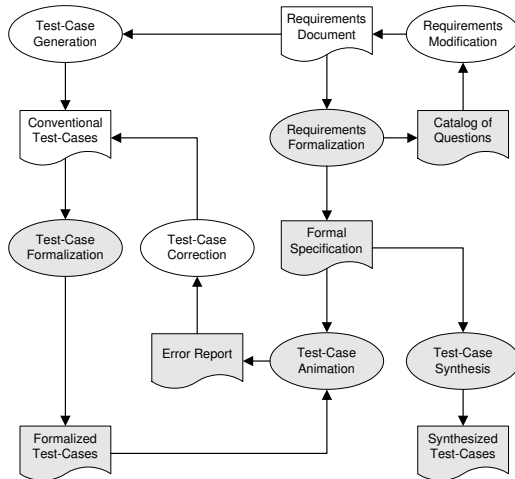 Test-Case
Generation
Requirements
Document
Requirements
Modification
Conventional
Test-Cases
Requirements
Formalization
Catalog of
Questions
Test-Case
Formalization
Test-Case
Correction
Formal
Specification
Error Report
Test-Case
Animation
Test-Case
Synthesis
Formalized
Test-Cases
Synthesized
Test-Cases